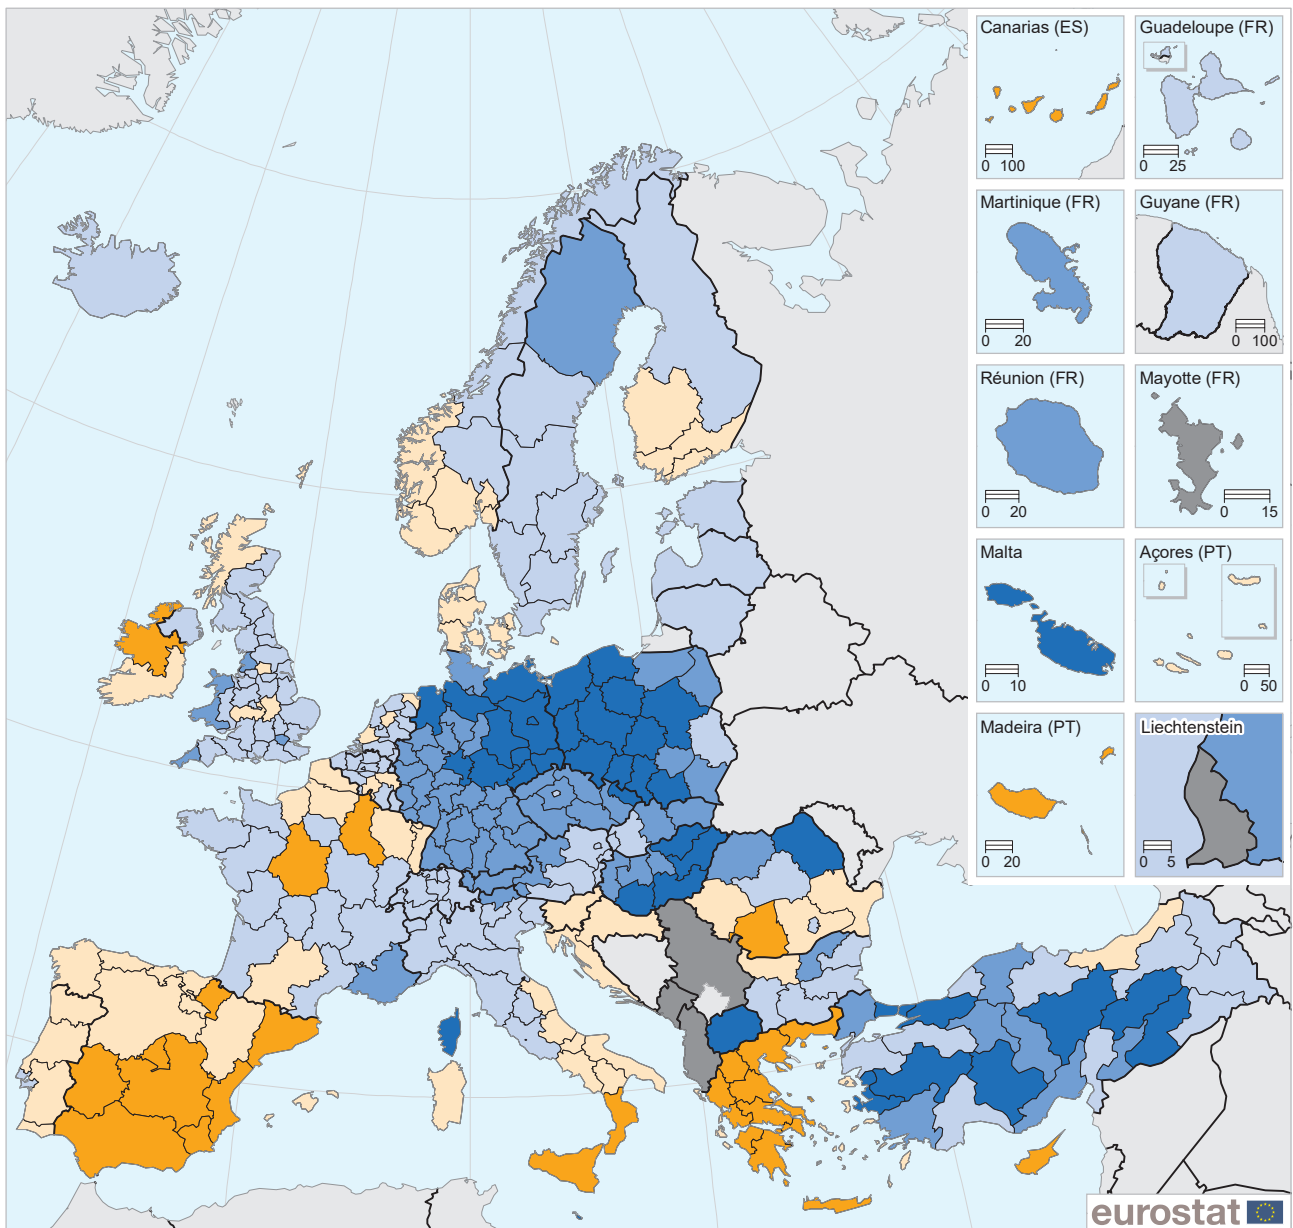 Canarias (ES)
0 100
Guadeloupe (FR)
0 25
Martinique (FR)
0 20
Guyane (FR)
0 100
Réunion (FR)
0 20
Mayotte (FR)
0 15
Malta
0 10
Açores (PT)
0 50
Madeira (PT)
0 20
Liechtenstein
0 5
eurostat